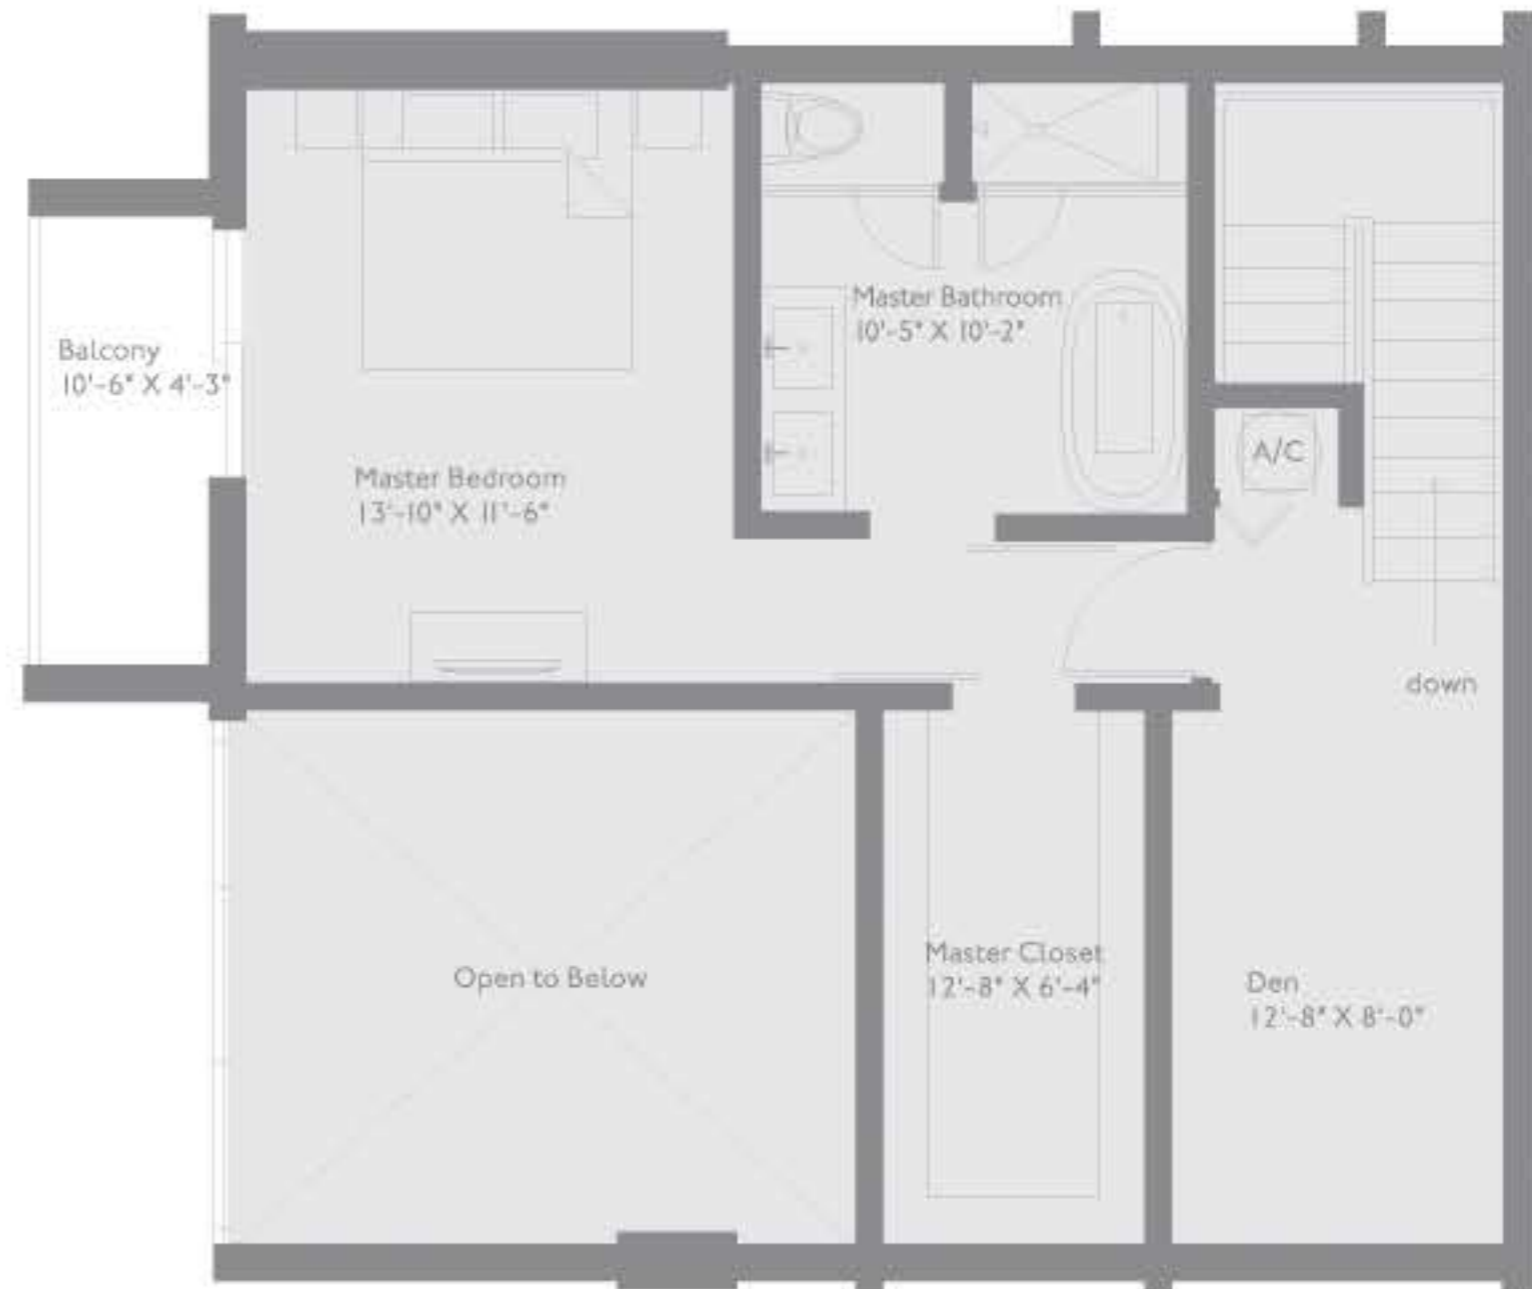 Master Bathroom
10'-5" X 10'-2"
Balcony
10'-6" X 4'-3"
A/C
Master Bedroom
13'-10" X 11'-6"
down
Open to Below
Master Closet
12'-8" X 6'-4"
Den
12'-8" X 8'-0"